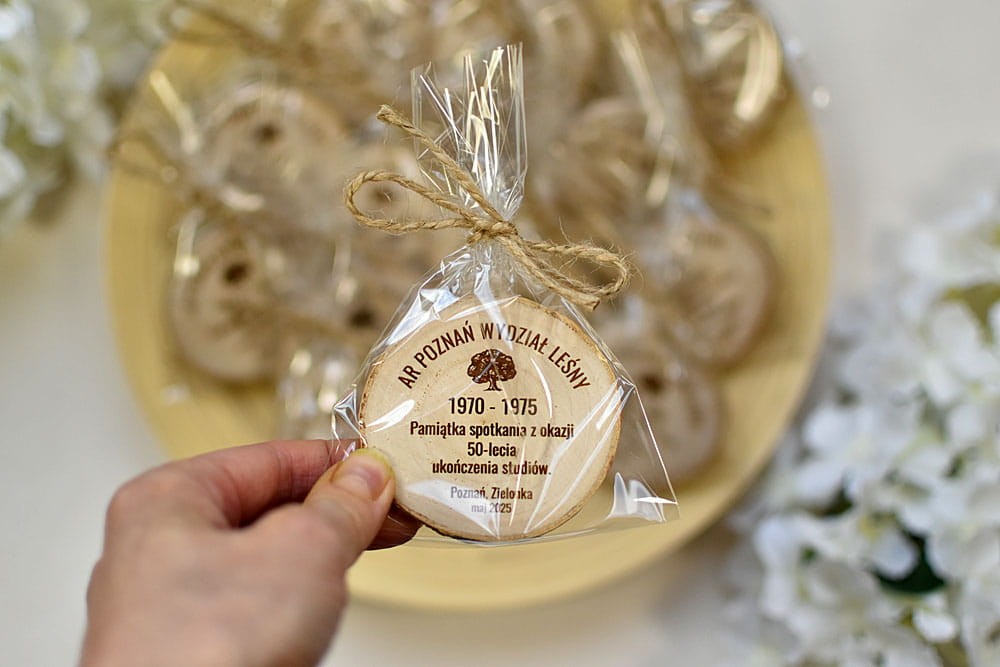 AR POZNAŃ WYDZIAŁ LEŚNY
1970 - 1975
Pamiątka spotkania z okazji
50-lecia
ukończenia studiów.
Poznań, Zielonka
maj 2025